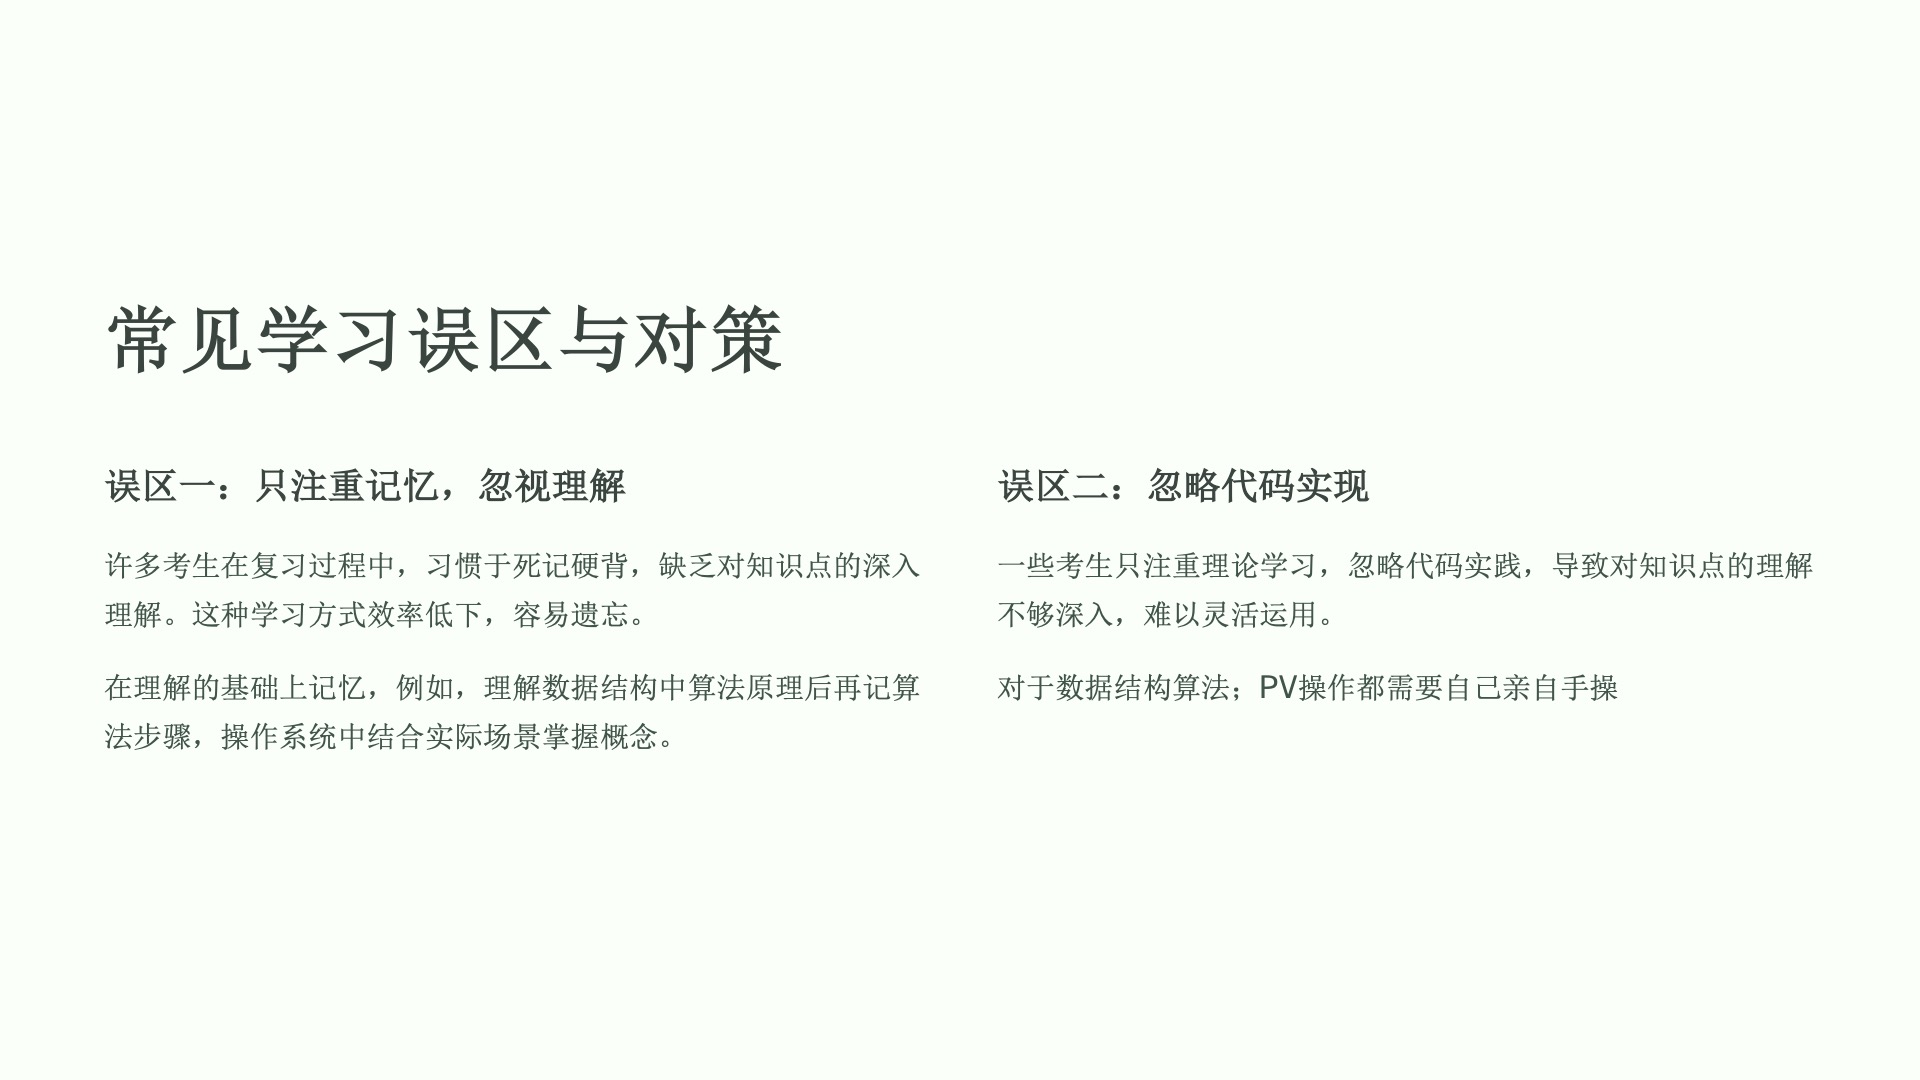 常见学习误区与对策
误区一：只注重记忆，忽视理解
许多考生在复习过程中，习惯于死记硬背，缺乏对知识点的深入
理解。这种学习方式效率低下，容易遗忘。
在理解的基础上记忆，例如，理解数据结构中算法原理后再记算
法步骤，操作系统中结合实际场景掌握概念。
误区二：忽略代码实现
一些考生只注重理论学习，忽略代码实践，导致对知识点的理解
不够深入，难以灵活运用。
对于数据结构算法；PV操作都需要自己亲自手操